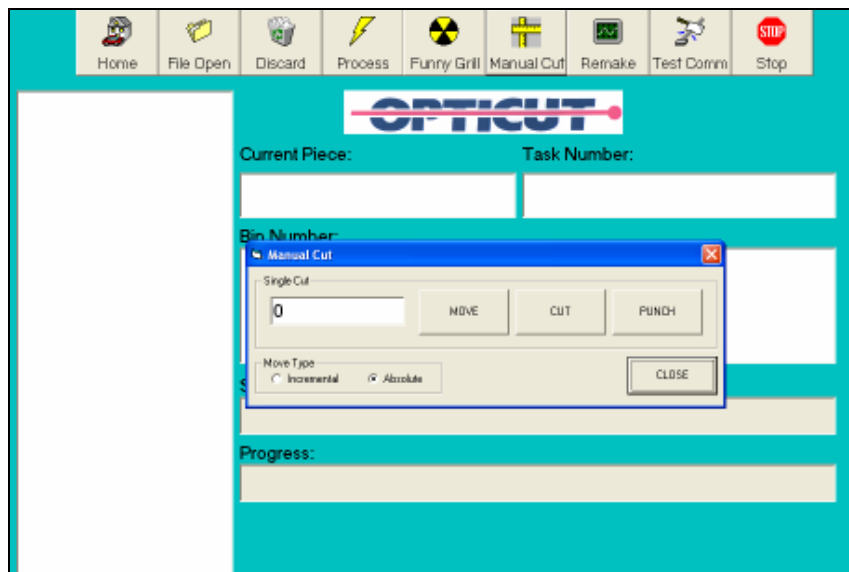 Home File Open Discard Process Funny Grill Manual Cut Remake Test Comm Stop
STOP
OPTICUT
Current Piece: Task Number:
Bin Number:
Manual Cut
Single Cut
0 MOVE CUT PUNCH
Move Type
Incremental Absolute CLOSE
Progress: